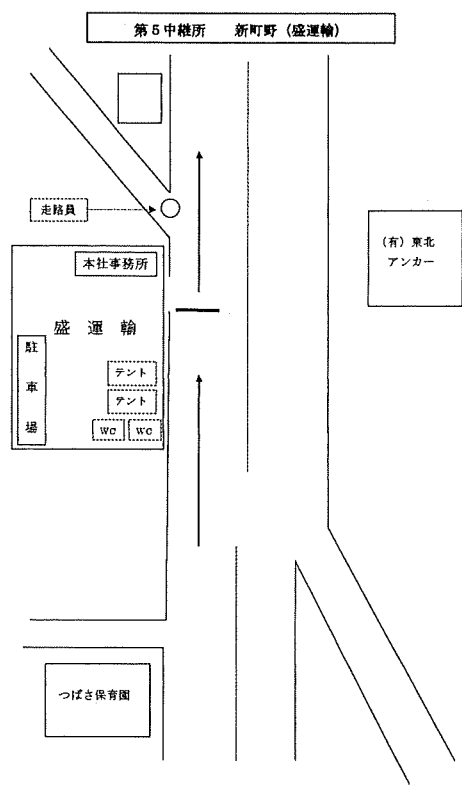 第5中継所 新町野（盛運輸）
走路員
本社事務所
（有）東北
アンカー
盛運輸
駐車場
テント
テント
WC WC
つばさ保育園